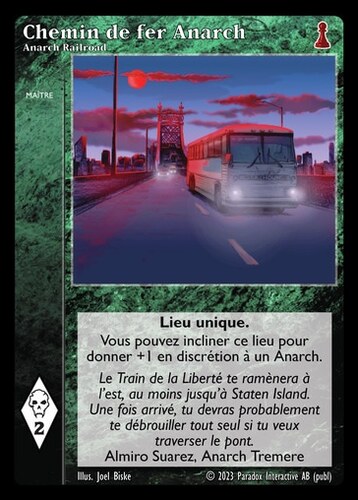 Chemin de fer Anarch
Anarch Railroad
MAÎTRE
Lieu unique.
Vous pouvez incliner ce lieu pour
donner +1 en discrétion à un Anarch.
Le Train de la Liberté te ramènera à
l'est, au moins jusqu'à Staten Island.
Une fois arrivé, tu devras probablement
te débrouiller tout seul si tu veux
traverser le pont.
Almiro Suarez, Anarch Tremere
2
Illus. Joel Biske
© 2023 Paradox Interactive AB (publ)